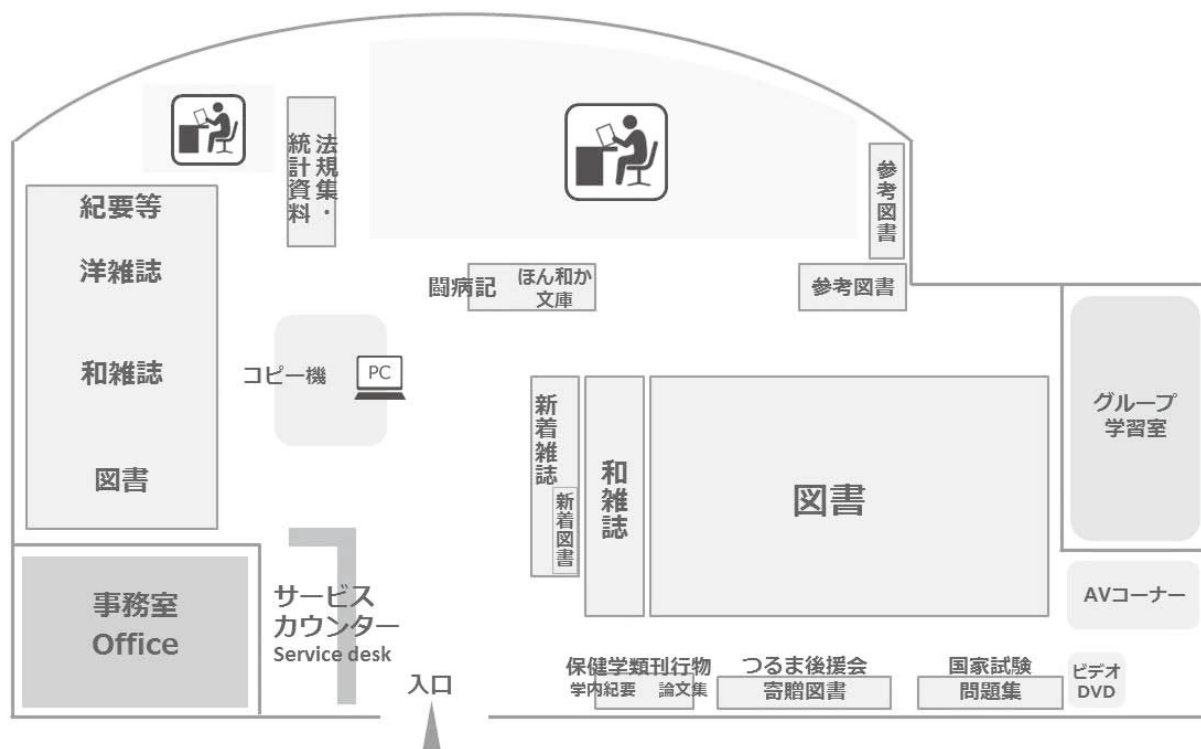 法規集・
統計資料
参考図書
紀要等
洋雑誌
和雑誌
図書
闘病記
ほん和か
文庫
参考図書
コピー機
PC
新着雑誌
新着図書
和雑誌
図書
グループ
学習室
AVコーナー
事務室
Office
サービス
カウンター
Service desk
入口
保健学類刊行物
学内紀要 論文集
つるま後援会
寄贈図書
国家試験
問題集
ビデオ
DVD